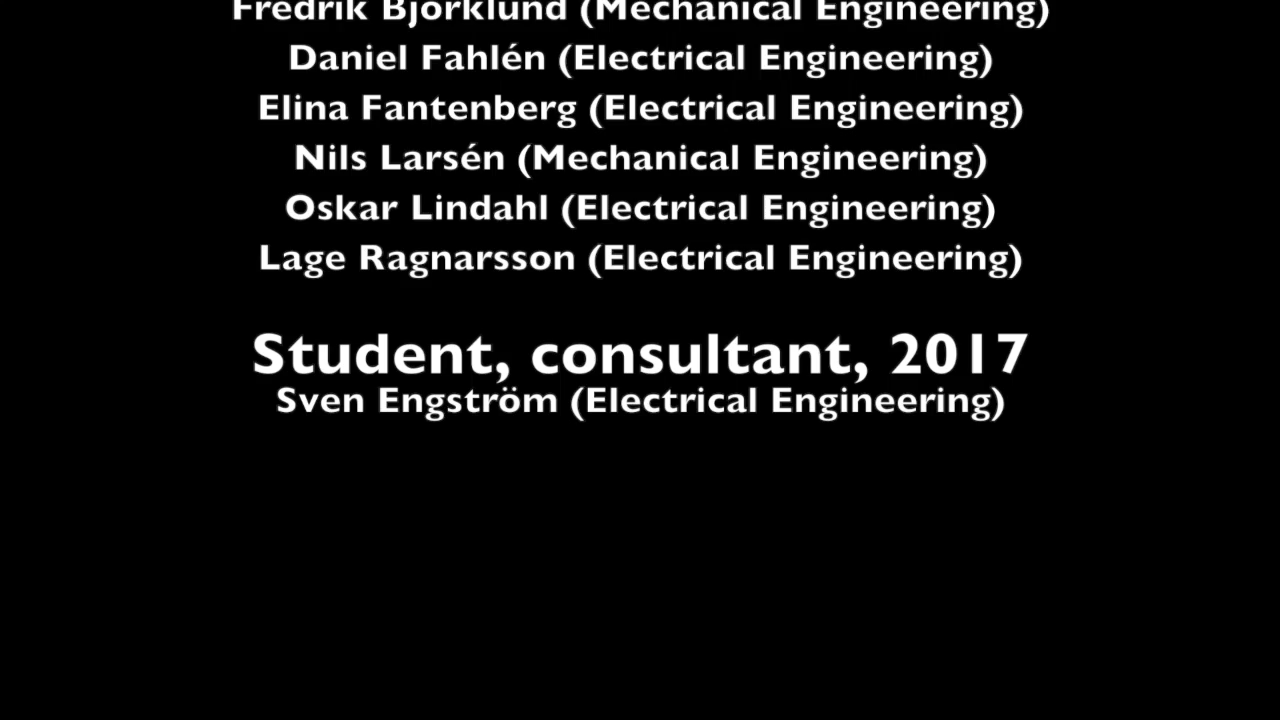 Fredrik Björklund (Mechanical Engineering)
Daniel Fahlén (Electrical Engineering)
Elina Fantenberg (Electrical Engineering)
Nils Larsén (Mechanical Engineering)
Oskar Lindahl (Electrical Engineering)
Lage Ragnarsson (Electrical Engineering)
Student, consultant, 2017
Sven Engström (Electrical Engineering)